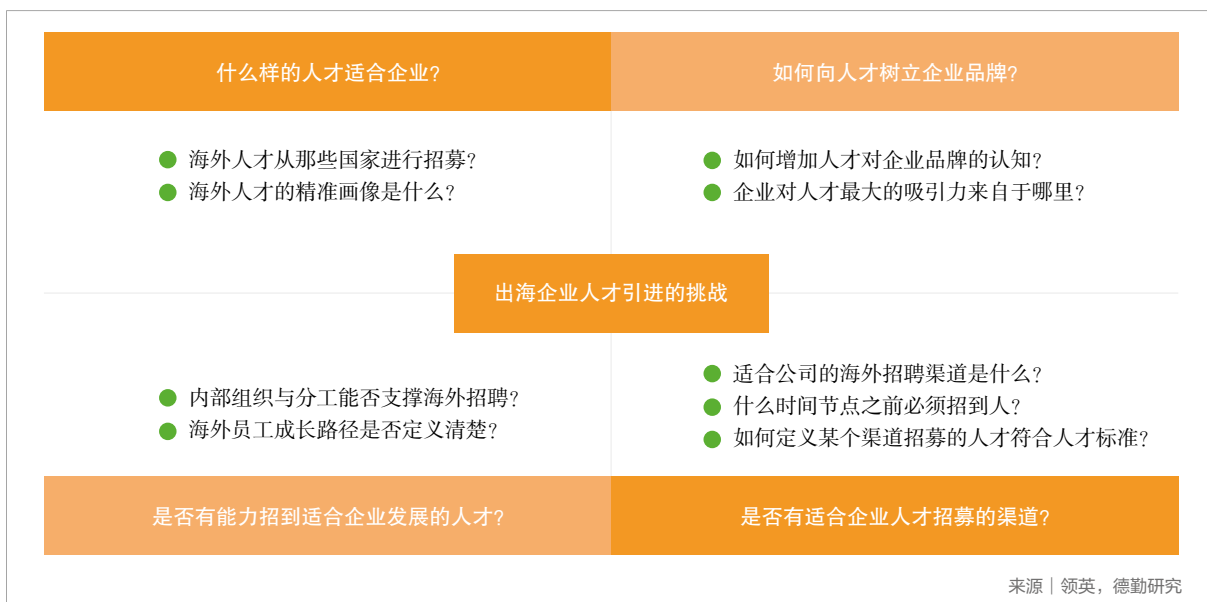 什么样的人才适合企业?
如何向人才树立企业品牌?
海外人才从那些国家进行招募?
海外人才的精准画像是什么?
如何增加人才对企业品牌的认知?
企业对人才最大的吸引力来自于哪里?
出海企业人才引进的挑战
内部组织与分工能否支撑海外招聘?
海外员工成长路径是否定义清楚?
适合公司的海外招聘渠道是什么?
什么时间节点之前必须招到人?
如何定义某个渠道招募的人才符合人才标准?
是否有能力招到适合企业发展的人才?
是否有适合企业人才招募的渠道?
来源｜领英，德勤研究